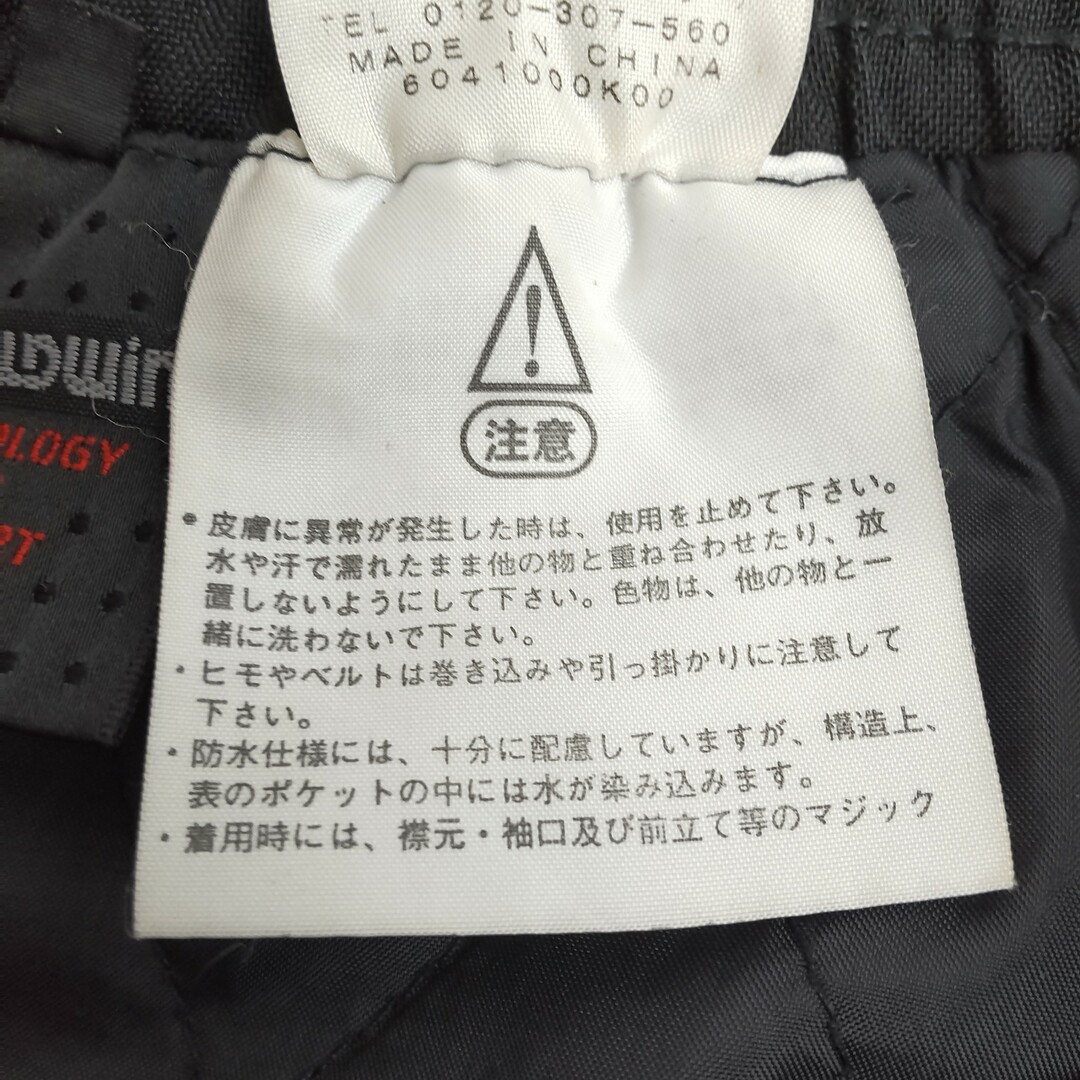 TEL 0120-307-560
MADE IN CHINA
6041000K00
注意
• 皮膚に異常が発生した時は、使用を止めて下さい。
水や汗で濡れたまま他の物と重ね合わせたり、放
置しないようにして下さい。色物は、他の物と一
緒に洗わないで下さい。
・ヒモやベルトは巻き込みや引っ掛かりに注意して
下さい。
・防水仕様には、十分に配慮していますが、構造上、
表のポケットの中には水が染み込みます。
・着用時には、襟元・袖口及び前立て等のマジック